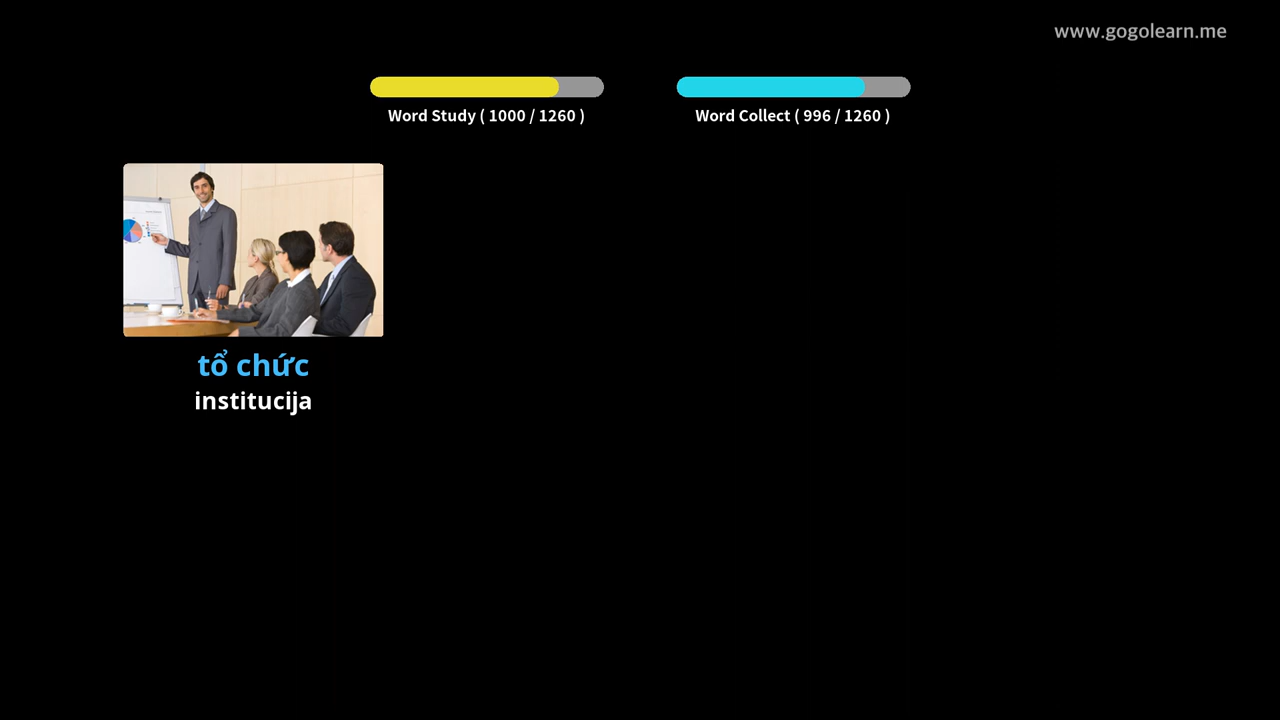 www.gogolearn.me
Word Study ( 1000 / 1260 )
Word Collect ( 996 / 1260 )
tổ chức
institucija